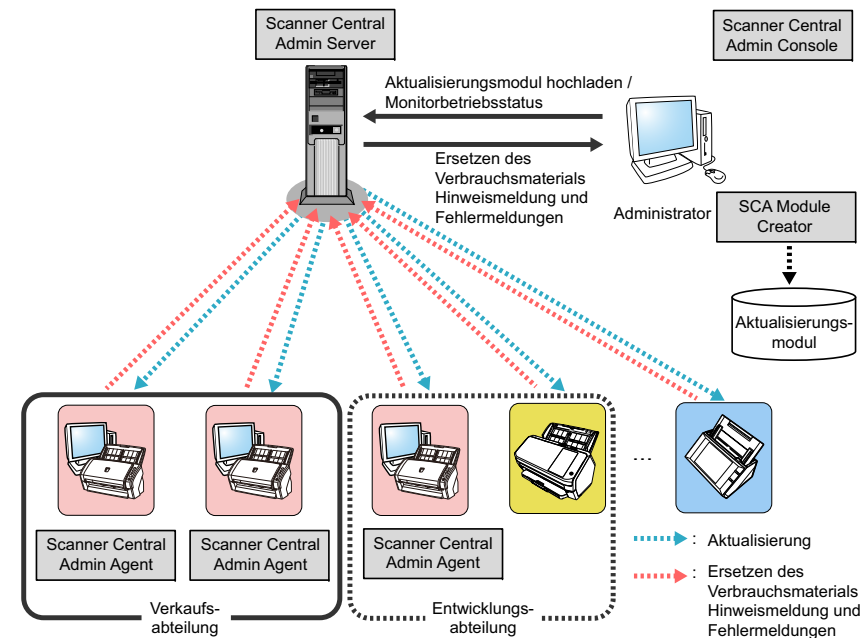 Scanner Central
Admin Server
Scanner Central
Admin Console
Aktualisierungsmodul hochladen /
Monitorbetriebsstatus
Ersetzen des
Verbrauchsmaterials
Hinweismeldung und
Fehlermeldungen
Administrator
SCA Module
Creator
Aktualisierungs-
modul
...
Scanner Central
Admin Agent
Scanner Central
Admin Agent
Scanner Central
Admin Agent
Verkaufs-
abteilung
Entwicklungs-
abteilung
: Aktualisierung
: Ersetzen des
Verbrauchsmaterials
Hinweismeldung und
Fehlermeldungen